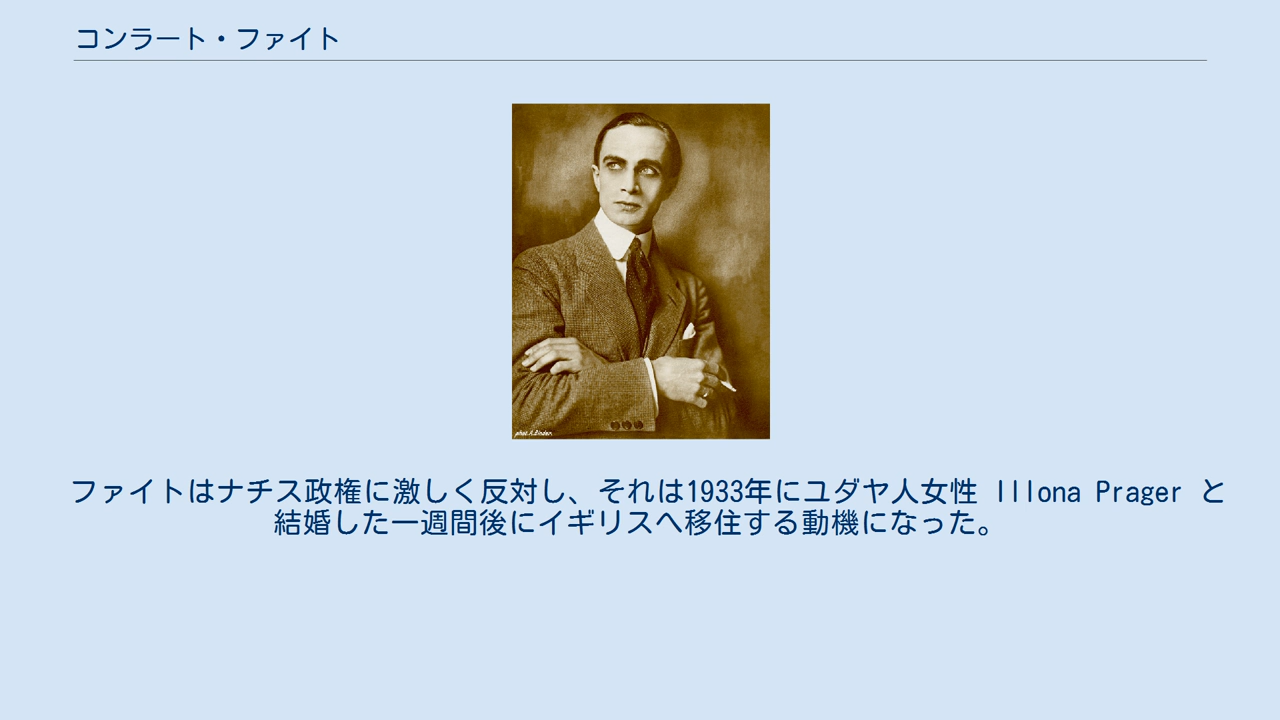 コンラート・ファイト
phot. A. Binder.
ファイトはナチス政権に激しく反対し、それは1933年にユダヤ人女性 Illona Prager と
結婚した一週間後にイギリスへ移住する動機になった。